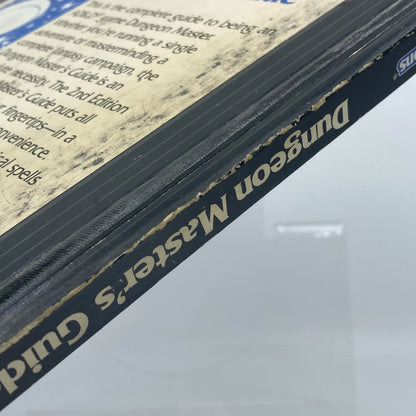 his is the complete guide to being an
AD&D® game Dungeon Master.
Whether you're running a single
adventure or masterminding a
complete fantasy campaign, the
Dungeon Master's Guide is an
necessity. The 2nd Edition
Master's Guide puts all
r fingertips—in a
onvenience.
cal spells
Dungeon Master's Guide